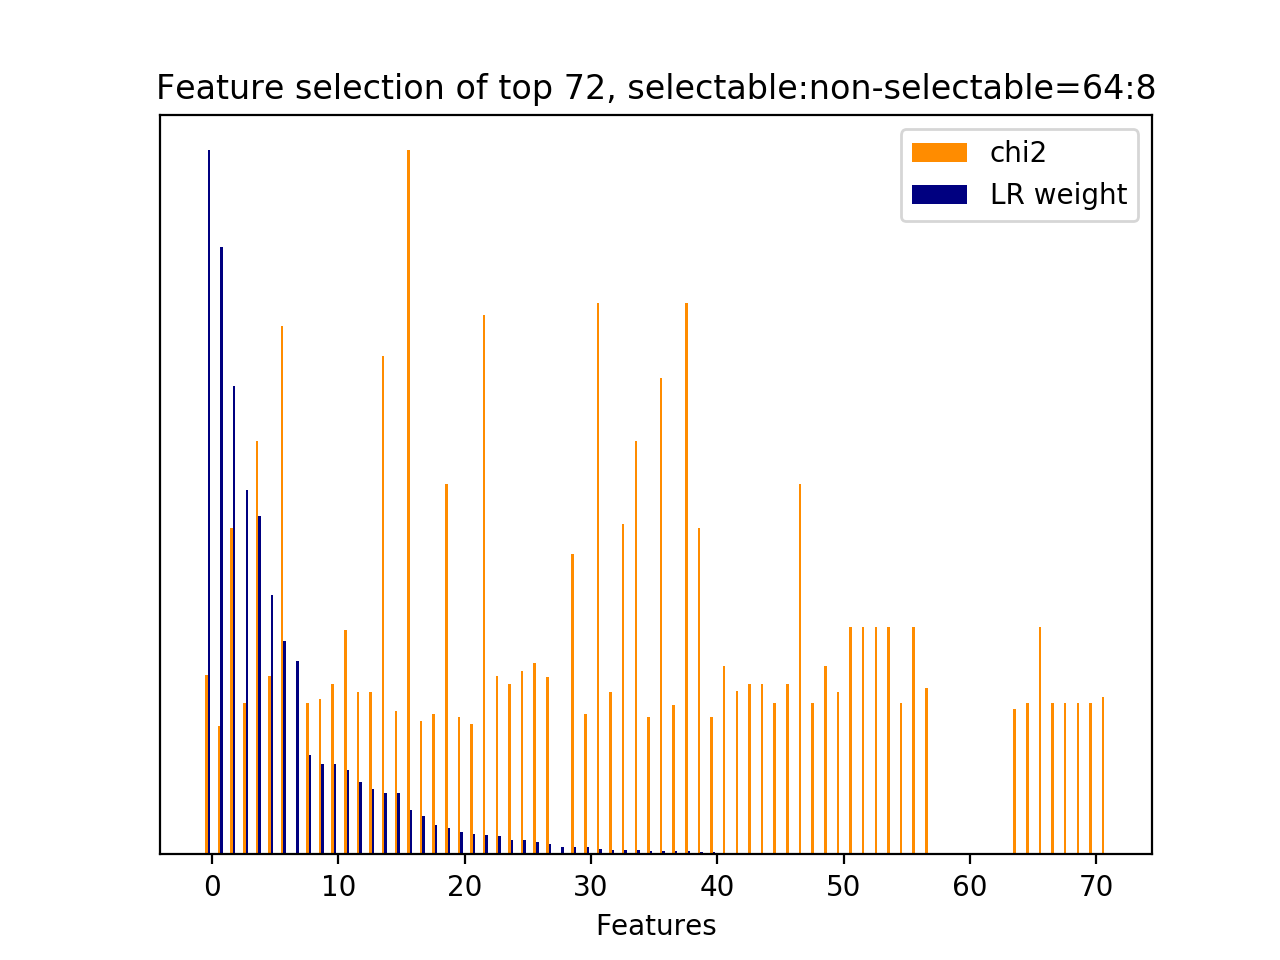 Feature selection of top 72, selectable:non-selectable=64:8
chi2
LR weight
0 10 20 30 40 50 60 70
Features